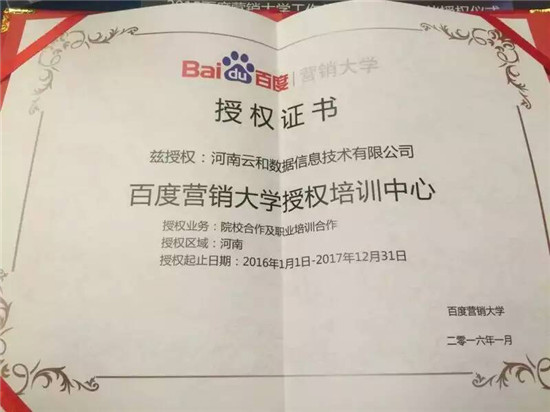 Bai du 百度 | 营销大学
授权证书
兹授权：河南云和数据信息技术有限公司
百度营销大学授权培训中心
授权业务：院校合作及职业培训合作
授权区域：河南
授权起止日期：2016年1月1日-2017年12月31日
百度营销大学
二零一六年一月